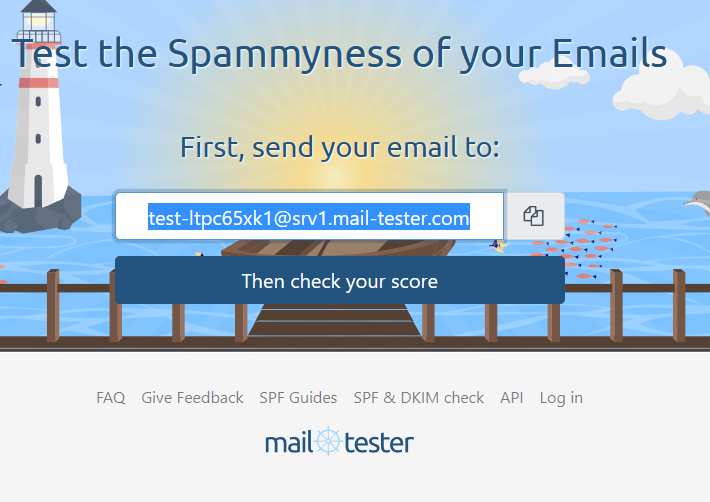 Test the Spammyness of your Emails
First, send your email to:
test-ltpc65xk1@srv1.mail-tester.com
Then check your score
FAQ Give Feedback SPF Guides SPF & DKIM check API Log in
mail tester